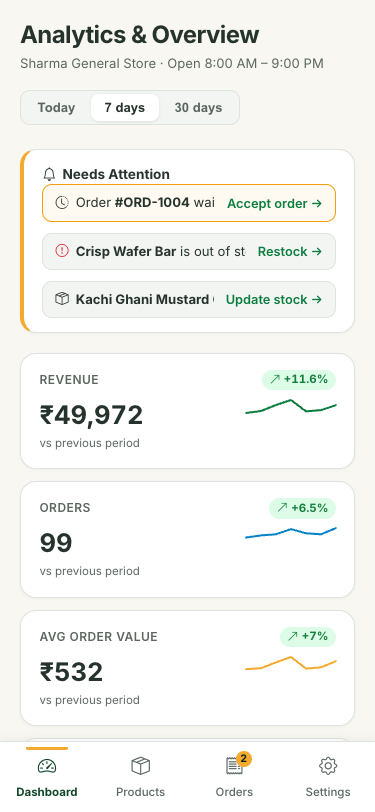 Analytics & Overview
Sharma General Store · Open 8:00 AM – 9:00 PM
Today 7 days 30 days
Needs Attention
Order #ORD-1004 wai Accept order →
Crisp Wafer Bar is out of st Restock →
Kachi Ghani Mustard Update stock →
REVENUE ↗ +11.6%
₹49,972
vs previous period
ORDERS ↗ +6.5%
99
vs previous period
AVG ORDER VALUE ↗ +7%
₹532
vs previous period
2
Dashboard Products Orders Settings